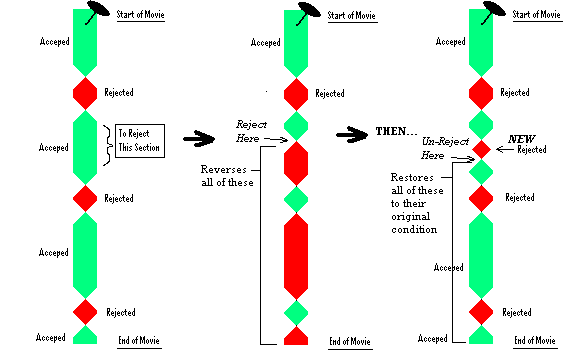 Start of Movie
Acceped
Rejected
To Reject
This Section
Acceped
Rejected
Acceped
Rejected
Acceped
End of Movie
Start of Movie
Rejected
Reject
Here
Reverses
all of these
End of Movie
THEN...
Start of Movie
Acceped
Rejected
Un-Reject
Here
NEW
Rejected
Restores
all of these
to their
original
condition
Rejected
Acceped
Rejected
Acceped
End of Movie